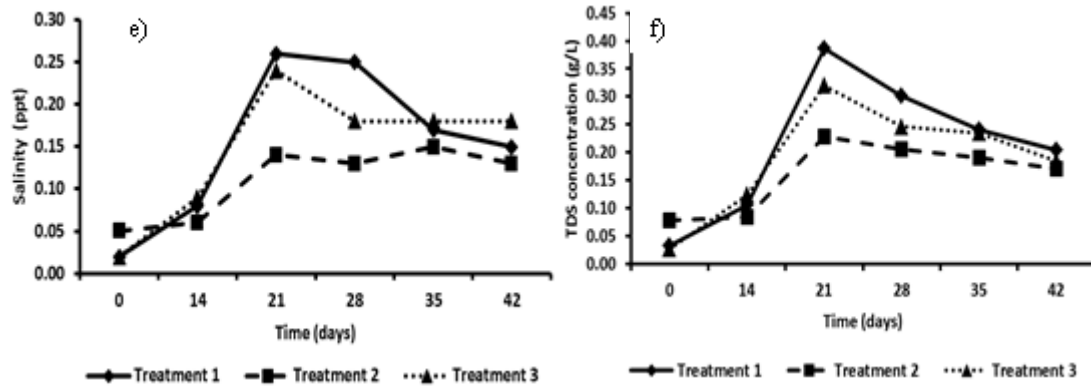 e)
Salinity (ppt)
0.30
0.25
0.20
0.15
0.10
0.05
0.00
0 14 21 28 35 42
Time (days)
Treatment 1 Treatment 2 Treatment 3
f)
TDS concentration (g/L)
0.45
0.40
0.35
0.30
0.25
0.20
0.15
0.10
0.05
0.00
0 14 21 28 35 42
Time (days)
Treatment 1 Treatment 2 Treatment 3